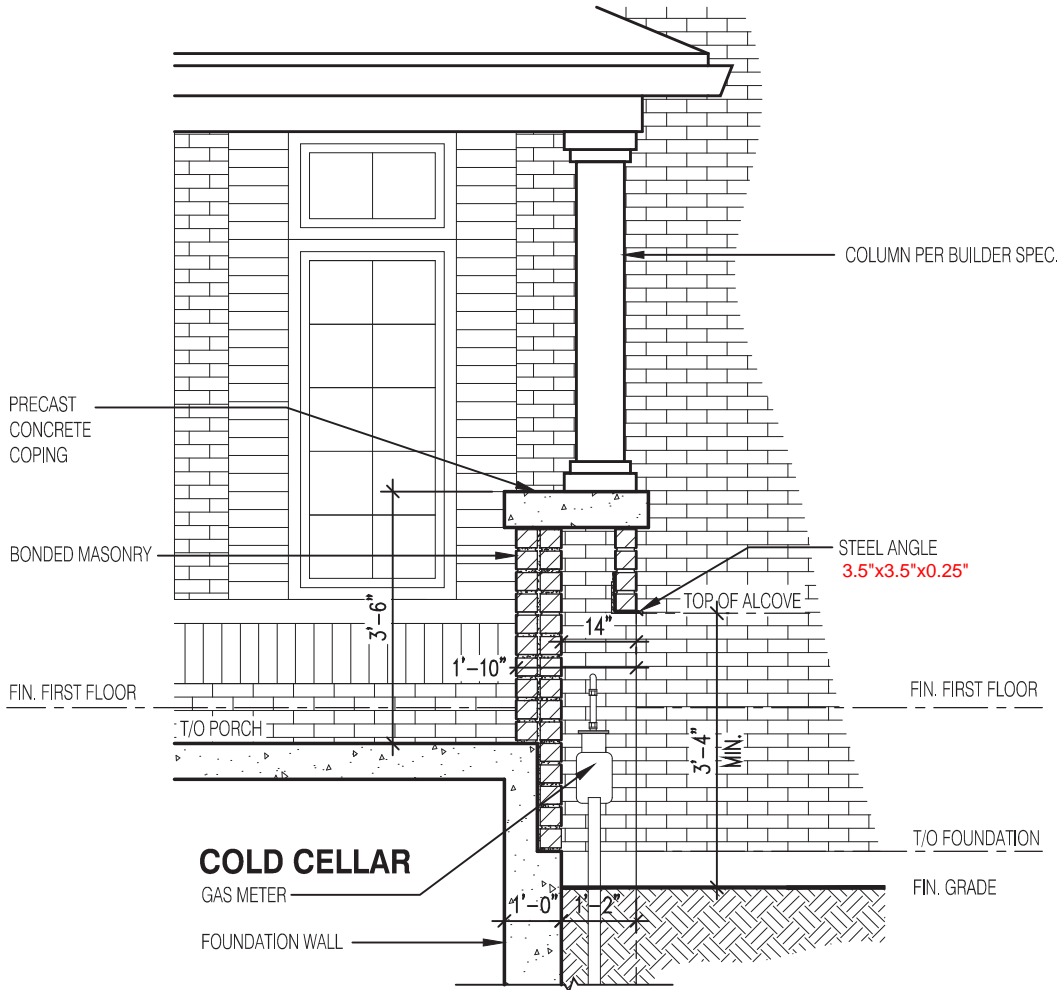 COLUMN PER BUILDER SPEC.
PRECAST
CONCRETE
COPING
BONDED MASONRY
STEEL ANGLE
3.5"x3.5"x0.25"
TOP OF ALCOVE
3'-6"
14"
1'-10"
FIN. FIRST FLOOR
FIN. FIRST FLOOR
T/O PORCH
3'-4"
MIN.
T/O FOUNDATION
COLD CELLAR
GAS METER
FIN. GRADE
1'-0"
1'-2"
FOUNDATION WALL